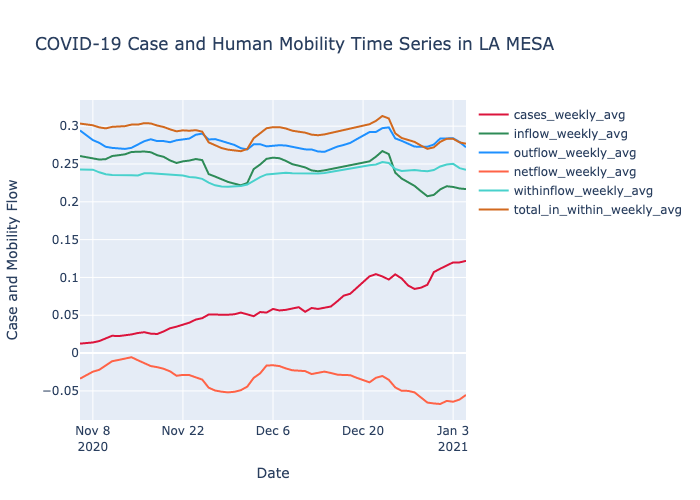 COVID-19 Case and Human Mobility Time Series in LA MESA
cases_weekly_avg
inflow_weekly_avg
outflow_weekly_avg
netflow_weekly_avg
withinflow_weekly_avg
total_in_within_weekly_avg
Case and Mobility Flow
0.3
0.25
0.2
0.15
0.1
0.05
0
−0.05
Nov 8
2020
Nov 22
Dec 6
Dec 20
Jan 3
2021
Date